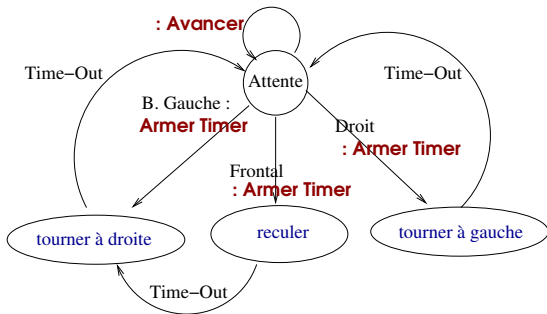 : Avancer
Time−Out
Attente
Time−Out
B. Gauche :
Armer Timer
Droit
: Armer Timer
Frontal
: Armer Timer
tourner à droite
reculer
tourner à gauche
Time−Out